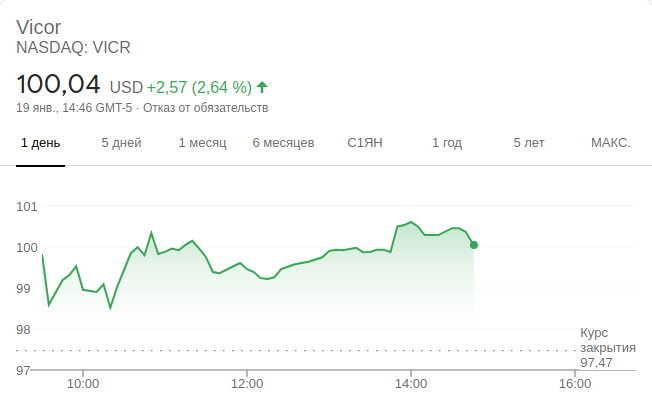 Vicor
NASDAQ: VICR
100,04 USD +2,57 (2,64 %)
19 янв., 14:46 GMT-5 · Отказ от обязательств
1 день 5 дней 1 месяц 6 месяцев С1ЯН 1 год 5 лет МАКС.
101
100
99
98
Курс
закрытия
97,47
97
10:00 12:00 14:00 16:00